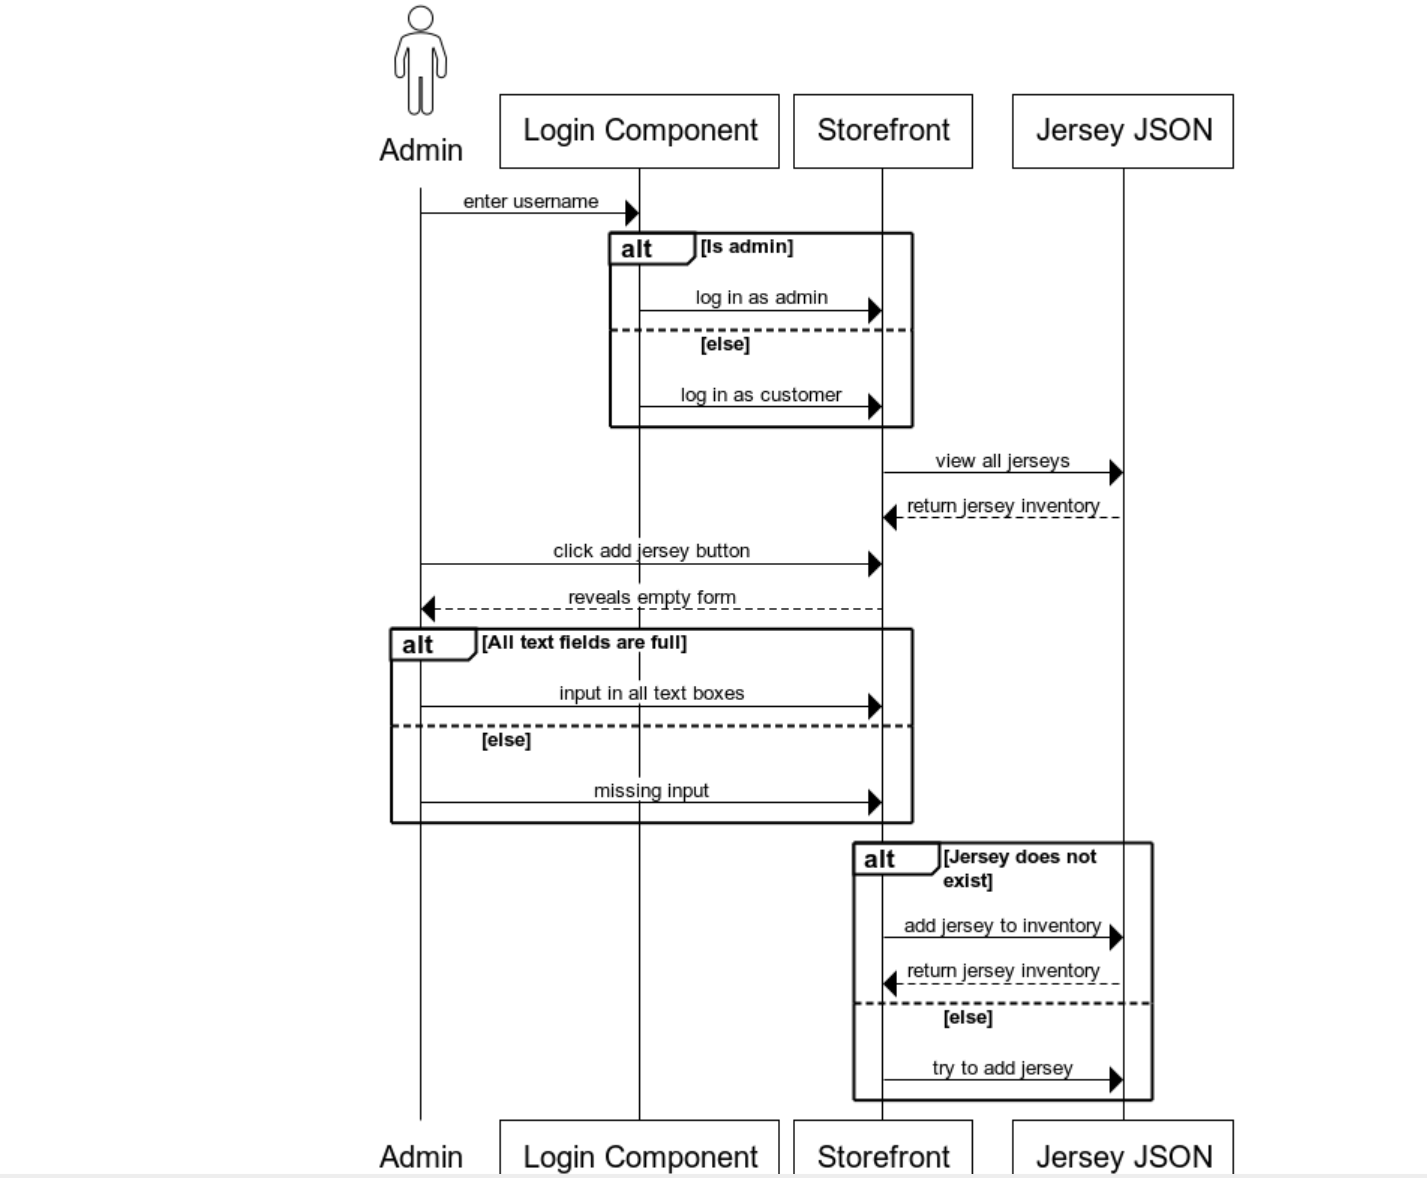 Admin
Login Component
Storefront
Jersey JSON
enter username
alt [Is admin]
log in as admin
[else]
log in as customer
view all jerseys
return jersey inventory
click add jersey button
reveals empty form
alt [All text fields are full]
input in all text boxes
[else]
missing input
alt [Jersey does not
exist]
add jersey to inventory
return jersey inventory
[else]
try to add jersey
Admin
Login Component
Storefront
Jersey JSON